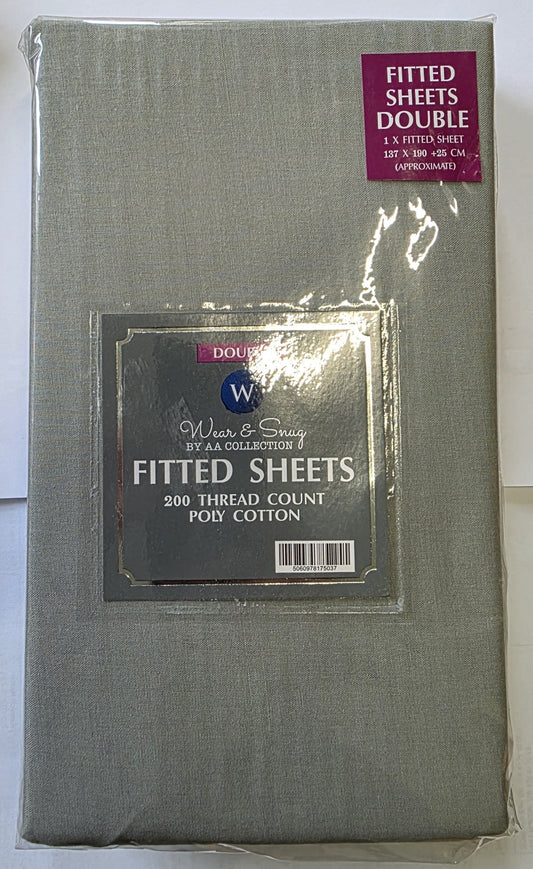 FITTED
SHEETS
DOUBLE
1 X FITTED SHEET
137 X 190 +25 CM
(APPROXIMATE)
W
Wear & Snug
BY AA COLLECTION
FITTED SHEETS
200 THREAD COUNT
POLY COTTON
5060978175037